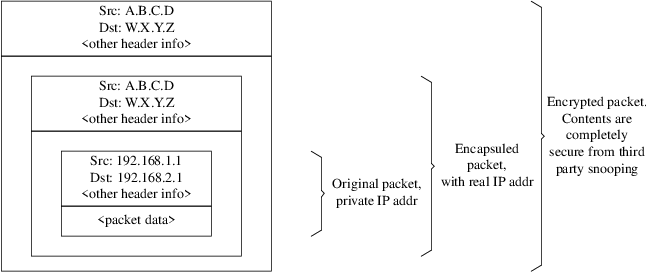 Src: A.B.C.D
Dst: W.X.Y.Z
<other header info>
Src: A.B.C.D
Dst: W.X.Y.Z
<other header info>
Src: 192.168.1.1
Dst: 192.168.2.1
<other header info>
<packet data>
Original packet,
private IP addr
Encapsuled
packet,
with real IP addr
Encrypted packet.
Contents are
completely
secure from third
party snooping